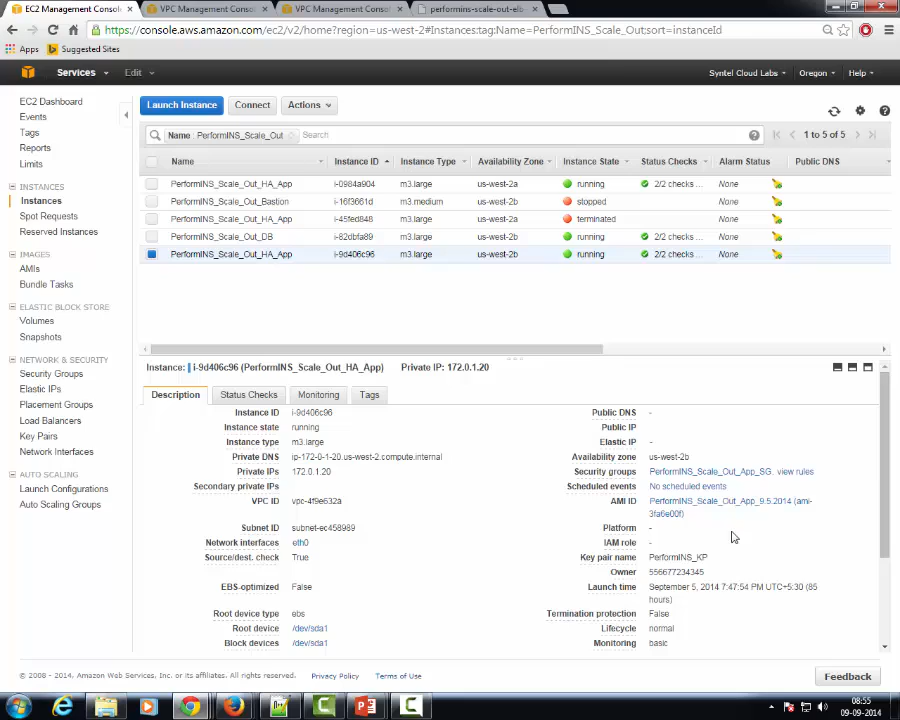 EC2 Management Conso
VPC Management Conso
VPC Management Conso
performins-scale-out-elb
https://console.aws.amazon.com/ec2/v2/home?region=us-west-2#Instances:tag:Name=PerformINS_Scale_Out;sort=instanceId
Apps Suggested Sites
Services Edit Syntel Cloud Labs Oregon Help
EC2 Dashboard
Events
Tags
Reports
Limits
INSTANCES
Instances
Spot Requests
Reserved Instances
IMAGES
AMIs
Bundle Tasks
ELASTIC BLOCK STORE
Volumes
Snapshots
NETWORK & SECURITY
Security Groups
Elastic IPs
Placement Groups
Load Balancers
Key Pairs
Network Interfaces
AUTO SCALING
Launch Configurations
Auto Scaling Groups
Launch Instance Connect Actions
Name : PerformINS_Scale_Out Search 1 to 5 of 5
Name Instance ID Instance Type Availability Zone Instance State Status Checks Alarm Status Public DNS
PerformINS_Scale_Out_HA_App i-0984a904 m3.large us-west-2a running 2/2 checks ... None
PerformINS_Scale_Out_Bastion i-16f3661d m3.medium us-west-2b stopped None
PerformINS_Scale_Out_HA_App i-45fed848 m3.large us-west-2a terminated None
PerformINS_Scale_Out_DB i-82dbfa89 m3.large us-west-2b running 2/2 checks ... None
PerformINS_Scale_Out_HA_App i-9d406c96 m3.large us-west-2b running 2/2 checks ... None
Instance: i-9d406c96 (PerformINS_Scale_Out_HA_App) Private IP: 172.0.1.20
Description Status Checks Monitoring Tags
Instance ID i-9d406c96 Public DNS -
Instance state running Public IP -
Instance type m3.large Elastic IP -
Private DNS ip-172-0-1-20.us-west-2.compute.internal Availability zone us-west-2b
Private IPs 172.0.1.20 Security groups PerformINS_Scale_Out_App_SG. view rules
Secondary private IPs Scheduled events No scheduled events
VPC ID vpc-4f9e632a AMI ID PerformINS_Scale_Out_App_9.5.2014 (ami-
3fa6e00f)
Subnet ID subnet-ec458989 Platform -
Network interfaces eth0 IAM role -
Source/dest. check True Key pair name PerformINS_KP
Owner 556677234345
EBS-optimized False Launch time September 5, 2014 7:47:54 PM UTC+5:30 (85
hours)
Root device type ebs Termination protection False
Root device /dev/sda1 Lifecycle normal
Block devices /dev/sda1 Monitoring basic
© 2008 - 2014, Amazon Web Services, Inc. or its affiliates. All rights reserved. Privacy Policy Terms of Use Feedback
08:55
09-09-2014